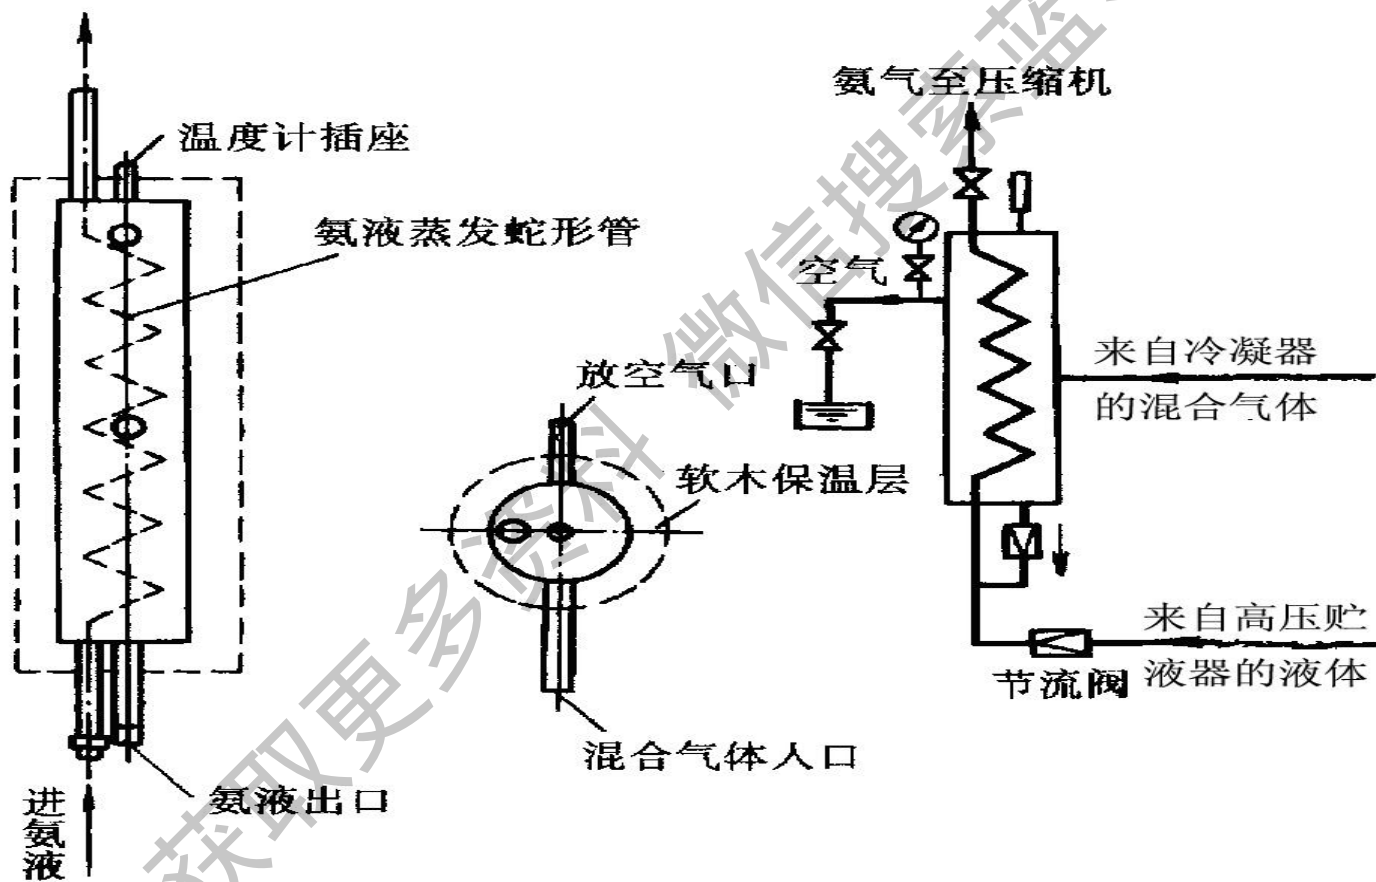 氨气至压缩机
温度计插座
氨液蒸发蛇形管
空气
来自冷凝器
的混合气体
放空气口
软木保温层
来自高压贮
液器的液体
节流阀
混合气体人口
氨液出口
进
氨
液
获取更多资料 微信搜索蓝